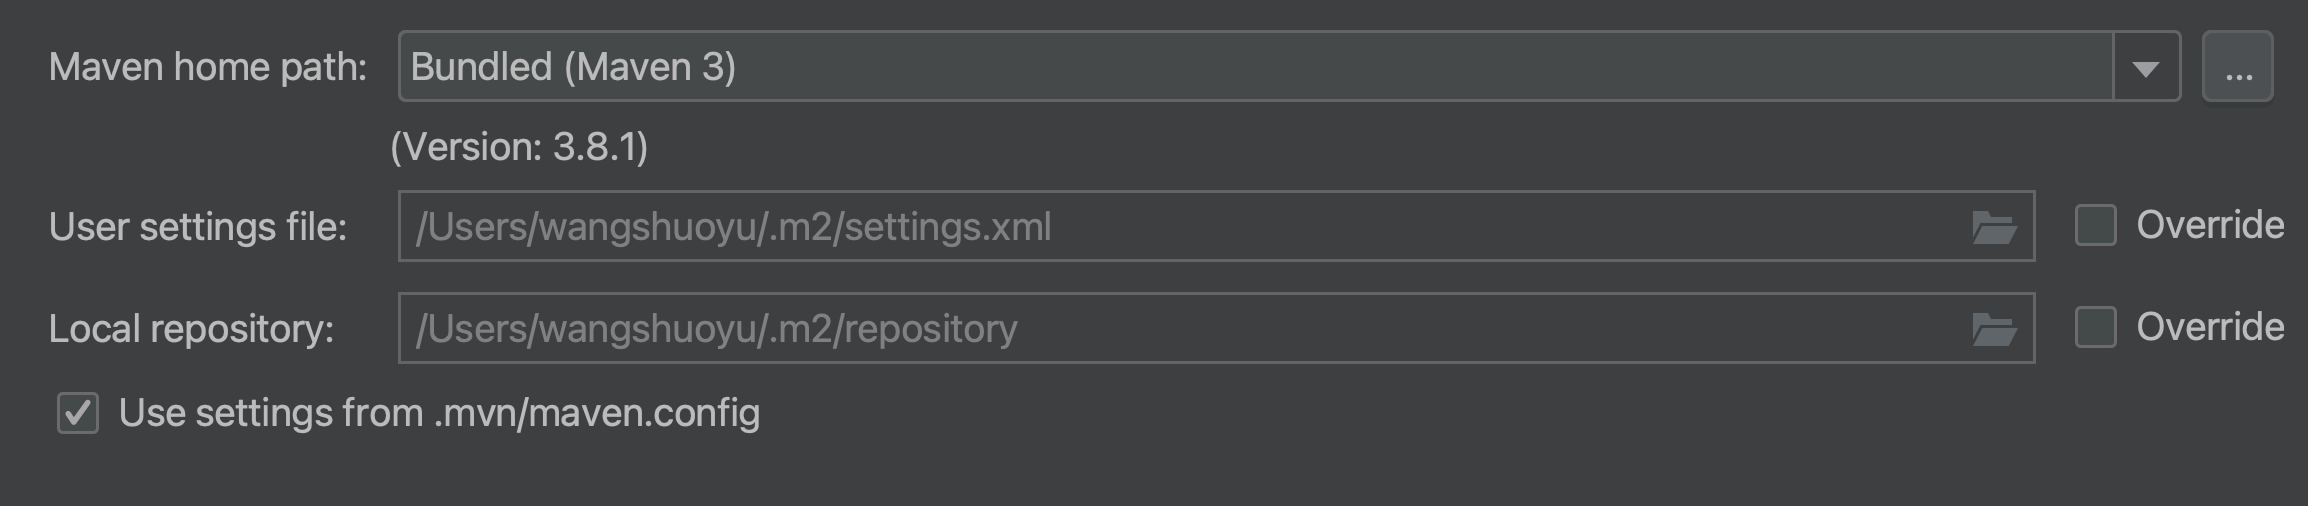 Maven home path: Bundled (Maven 3) ...
(Version: 3.8.1)
User settings file: /Users/wangshuoyu/.m2/settings.xml Override
Local repository: /Users/wangshuoyu/.m2/repository Override
Use settings from .mvn/maven.config